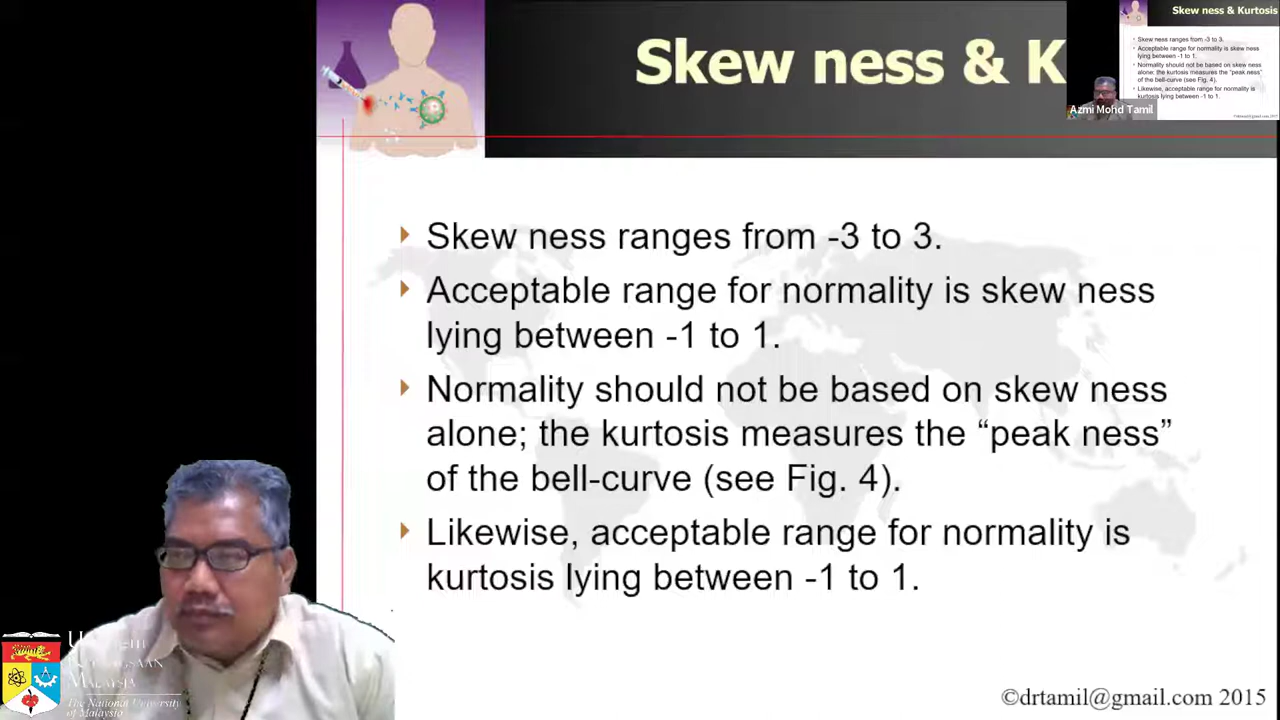 Skew ness & K
Skew ness & Kurtosis
Skew ness ranges from -3 to 3.
Acceptable range for normality is skew ness
lying between -1 to 1.
Normality should not be based on skew ness
alone; the kurtosis measures the "peak ness"
of the bell-curve (see Fig. 4).
Likewise, acceptable range for normality is
kurtosis lying between -1 to 1.
Azmi Mohd Tamil
Skew ness ranges from -3 to 3.
Acceptable range for normality is skew ness
lying between -1 to 1.
Normality should not be based on skew ness
alone; the kurtosis measures the “peak ness”
of the bell-curve (see Fig. 4).
Likewise, acceptable range for normality is
kurtosis lying between -1 to 1.
MALAYSIA
The National University
of Malaysia
©drtamil@gmail.com 2015